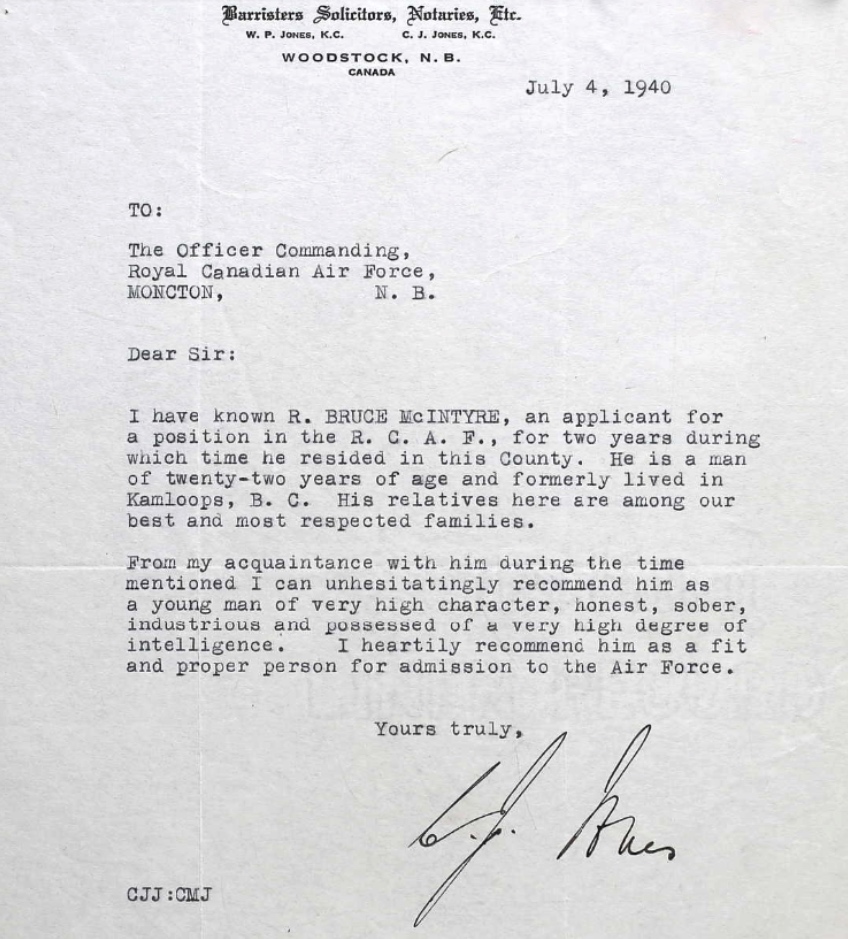 Barristers Solicitors, Notaries, Etc.
W. P. JONES, K.C. C. J. JONES, K.C.
WOODSTOCK, N. B.
CANADA
July 4, 1940
TO:
The Officer Commanding,
Royal Canadian Air Force,
MONCTON, N. B.
Dear Sir:
I have known R. BRUCE McINTYRE, an applicant for
a position in the R. C. A. F., for two years during
which time he resided in this County. He is a man
of twenty-two years of age and formerly lived in
Kamloops, B. C. His relatives here are among our
best and most respected families.
From my acquaintance with him during the time
mentioned I can unhesitatingly recommend him as
a young man of very high character, honest, sober,
industrious and possessed of a very high degree of
intelligence. I heartily recommend him as a fit
and proper person for admission to the Air Force.
Yours truly,
C. J. Jones
CJJ:CMJ